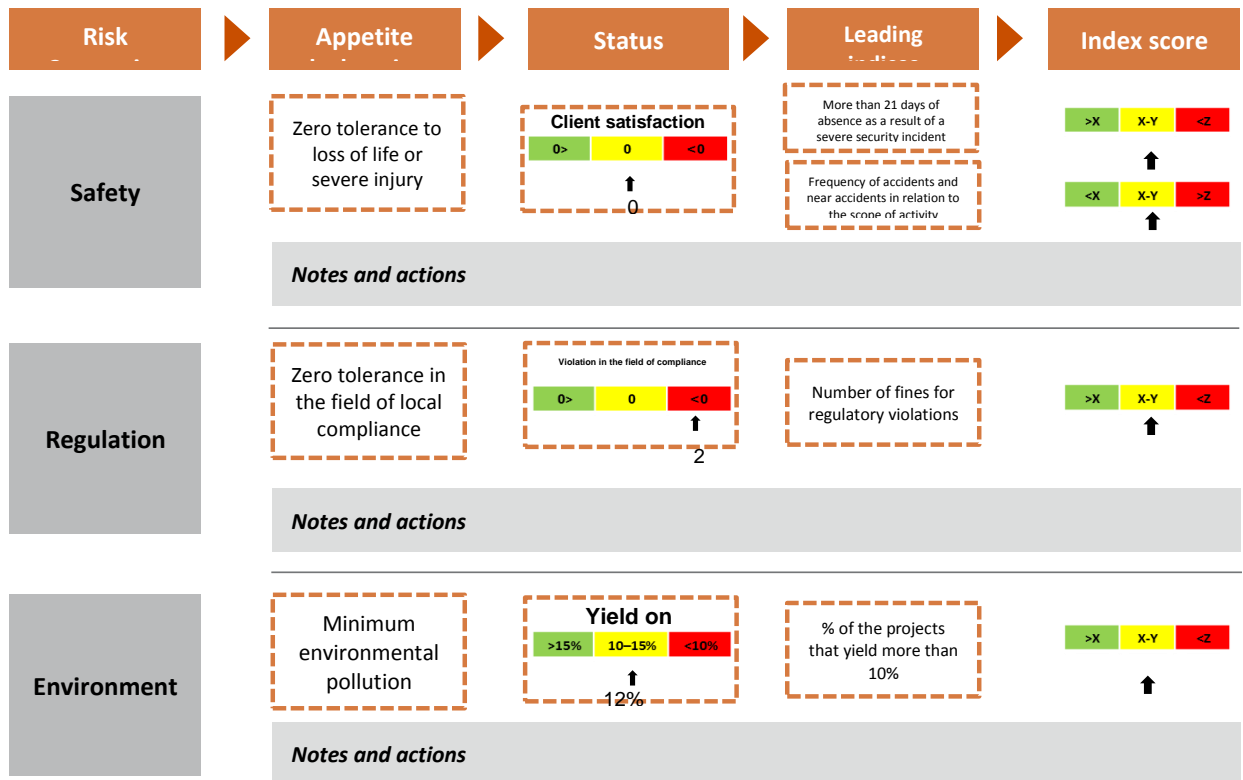 Risk
Appetite
Status
Leading
indices
Index score
Safety
Zero tolerance to
loss of life or
severe injury
Client satisfaction
0> 0 <0
0
More than 21 days of
absence as a result of a
severe security incident
Frequency of accidents and
near accidents in relation to
the scope of activity
>X X-Y <Z
<X X-Y >Z
Notes and actions
Regulation
Zero tolerance in
the field of local
compliance
Violation in the field of compliance
0> 0 <0
2
Number of fines for
regulatory violations
>X X-Y <Z
Notes and actions
Environment
Minimum
environmental
pollution
Yield on
>15% 10–15% <10%
12%
% of the projects
that yield more than
10%
>X X-Y <Z
Notes and actions